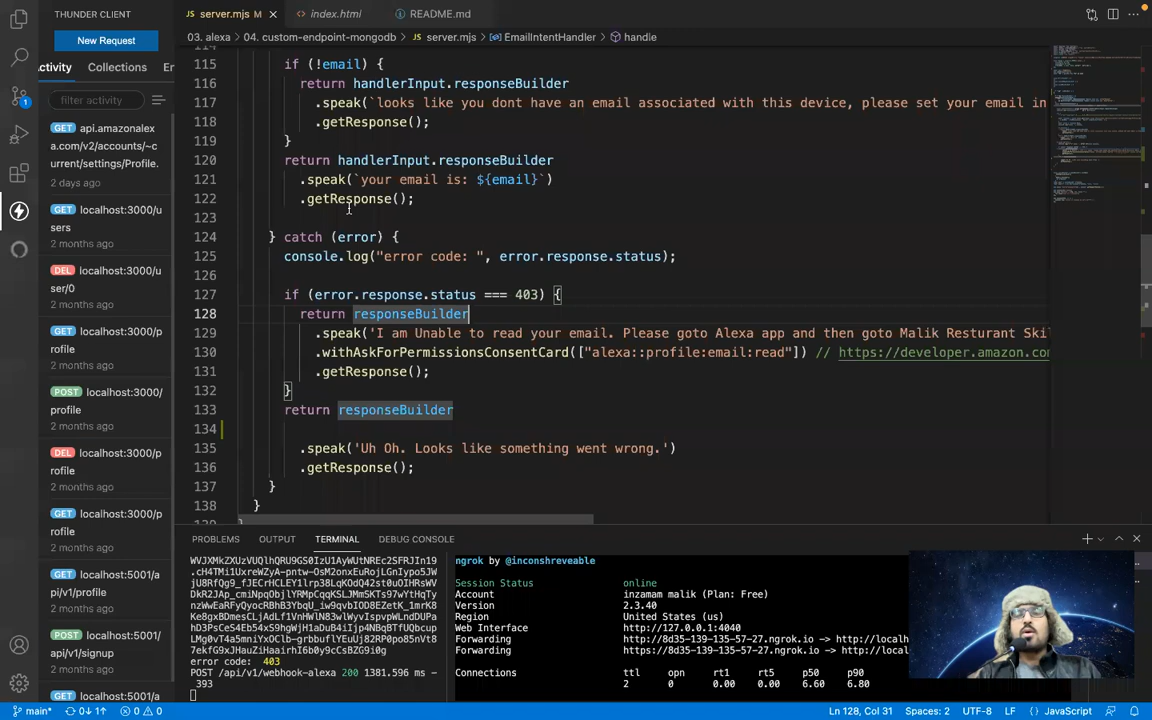 THUNDER CLIENT
New Request
ctivity Collections En
filter activity
GET api.amazonalex
a.com/v2/accounts/~c
urrent/settings/Profile.
2 days ago
GET localhost:3000/u
sers
2 months ago
DEL localhost:3000/u
ser/0
2 months ago
GET localhost:3000/p
rofile
2 months ago
POST localhost:3000/
profile
2 months ago
DEL localhost:3000/p
rofile
2 months ago
GET localhost:3000/p
rofile
2 months ago
GET localhost:5001/a
pi/v1/profile
2 months ago
POST localhost:5001/
api/v1/signup
2 months ago
GET localhost:5001/a
server.mjs M
index.html
README.md
03. alexa > 04. custom-endpoint-mongodb > server.mjs > EmailIntentHandler > handle
115 if (!email) {
116 return handlerInput.responseBuilder
117 .speak(`looks like you dont have an email associated with this device, please set your email in
118 .getResponse();
119 }
120 return handlerInput.responseBuilder
121 .speak(`your email is: ${email}`)
122 .getResponse();
123
124 } catch (error) {
125 console.log("error code: ", error.response.status);
126
127 if (error.response.status === 403) {
128 return responseBuilder
129 .speak('I am Unable to read your email. Please goto Alexa app and then goto Malik Resturant Ski
130 .withAskForPermissionsConsentCard(["alexa::profile:email:read"]) // https://developer.amazon.co
131 .getResponse();
132 }
133 return responseBuilder
134
135 .speak('Uh Oh. Looks like something went wrong.')
136 .getResponse();
137 }
138 }
PROBLEMS OUTPUT TERMINAL DEBUG CONSOLE
error code: 403
POST /api/v1/webhook-alexa 200 1381.596 ms -
393
ngrok by @inconshreveable
Session Status online
Account inzamam malik (Plan: Free)
Version 2.3.40
Region United States (us)
Web Interface http://127.0.0.1:4040
Forwarding http://8d35-139-135-57-27.ngrok.io -> http://local
Forwarding https://8d35-139-135-57-27.ngrok.io -> http://loca
Connections ttl opn rt1 rt5 p50 p90
2 0 0.00 0.00 6.60 6.80
main* 0↓ 1↑ 0 0
Ln 128, Col 31 Spaces: 2 UTF-8 LF JavaScript